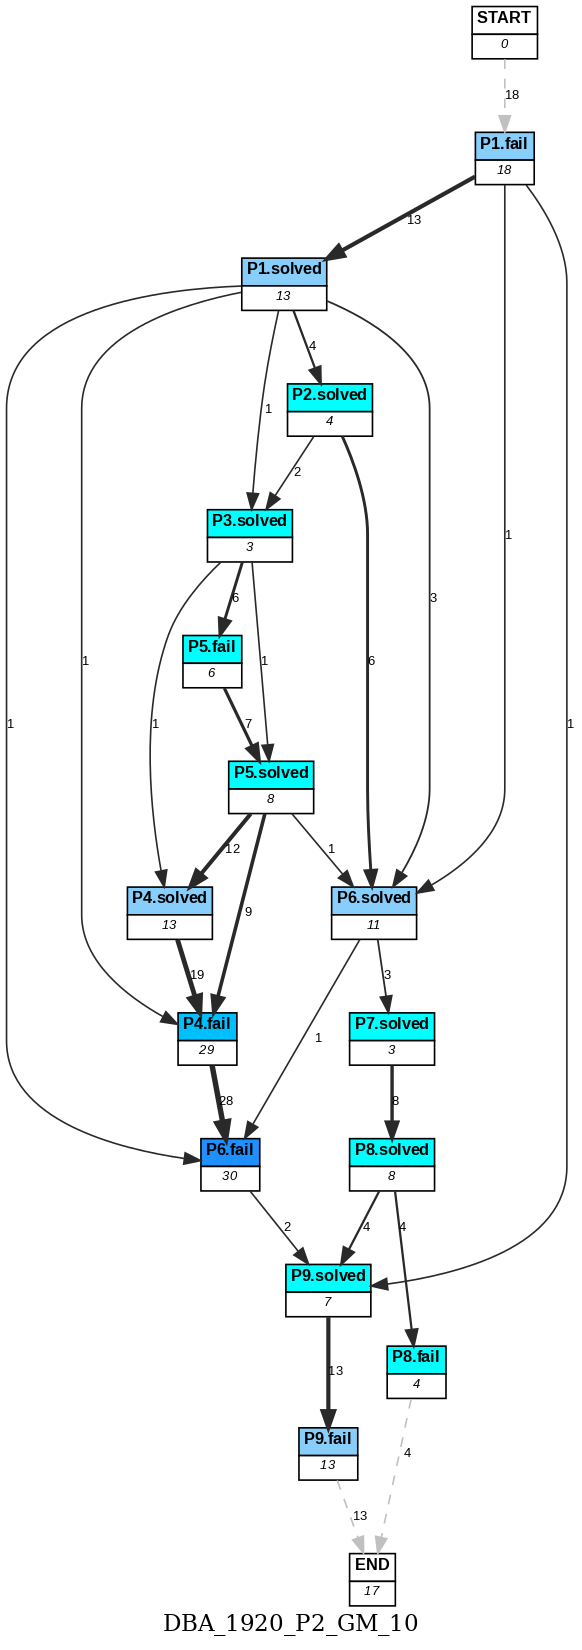 START
0
18
P1.fail
18
13
P1.solved
13
4
P2.solved
4
1
2
P3.solved
3
1
3
6
P5.fail
6
1
1
6
1
7
1
1
P5.solved
8
12
1
9
P4.solved
13
P6.solved
11
19
3
P4.fail
29
P7.solved
3
1
28
8
P6.fail
30
P8.solved
8
2
4
4
P9.solved
7
P8.fail
4
13
P9.fail
13
4
13
END
17
DBA_1920_P2_GM_10